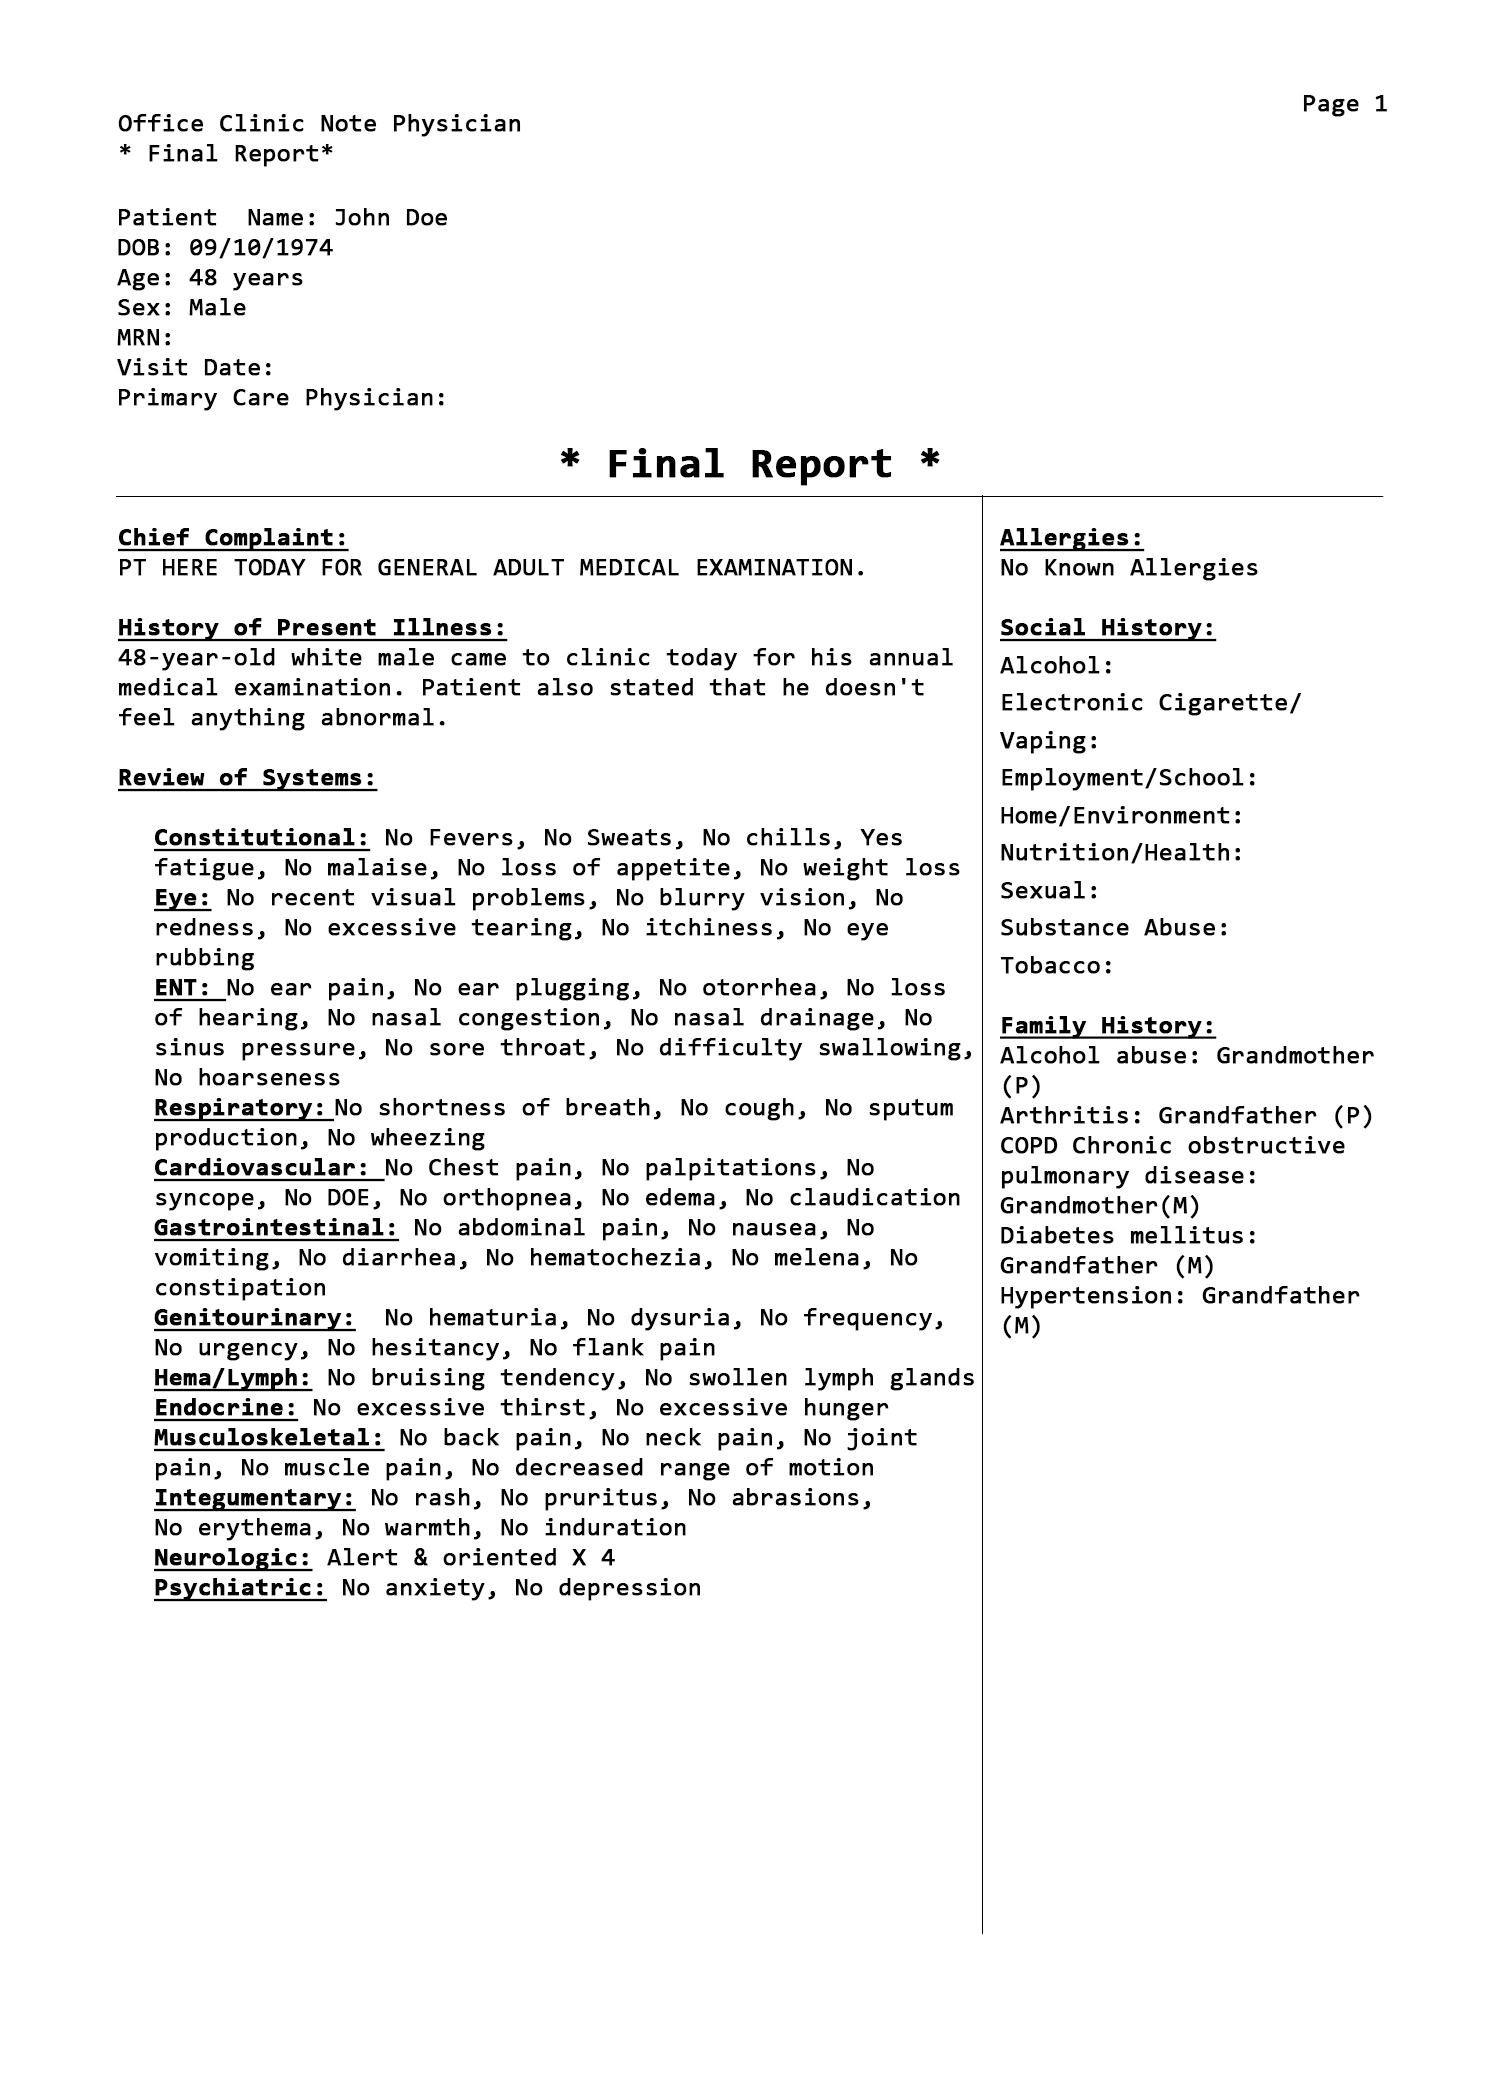 Page 1
Office Clinic Note Physician
* Final Report*
Patient  Name: John Doe
DOB: 09/10/1974
Age: 48 years
Sex: Male
MRN:
Visit Date:
Primary Care Physician:
* Final Report *
Chief Complaint:
PT HERE TODAY FOR GENERAL ADULT MEDICAL EXAMINATION.
History of Present Illness:
48-year-old white male came to clinic today for his annual
medical examination. Patient also stated that he doesn't
feel anything abnormal.
Review of Systems:
Constitutional: No Fevers, No Sweats, No chills, Yes
fatigue, No malaise, No loss of appetite, No weight loss
Eye: No recent visual problems, No blurry vision, No
redness, No excessive tearing, No itchiness, No eye
rubbing
ENT: No ear pain, No ear plugging, No otorrhea, No loss
of hearing, No nasal congestion, No nasal drainage, No
sinus pressure, No sore throat, No difficulty swallowing,
No hoarseness
Respiratory: No shortness of breath, No cough, No sputum
production, No wheezing
Cardiovascular: No Chest pain, No palpitations, No
syncope, No DOE, No orthopnea, No edema, No claudication
Gastrointestinal: No abdominal pain, No nausea, No
vomiting, No diarrhea, No hematochezia, No melena, No
constipation
Genitourinary:  No hematuria, No dysuria, No frequency,
No urgency, No hesitancy, No flank pain
Hema/Lymph: No bruising tendency, No swollen lymph glands
Endocrine: No excessive thirst, No excessive hunger
Musculoskeletal: No back pain, No neck pain, No joint
pain, No muscle pain, No decreased range of motion
Integumentary: No rash, No pruritus, No abrasions,
No erythema, No warmth, No induration
Neurologic: Alert & oriented X 4
Psychiatric: No anxiety, No depression
Allergies:
No Known Allergies
Social History:
Alcohol:
Electronic Cigarette/
Vaping:
Employment/School:
Home/Environment:
Nutrition/Health:
Sexual:
Substance Abuse:
Tobacco:
Family History:
Alcohol abuse: Grandmother
(P)
Arthritis: Grandfather (P)
COPD Chronic obstructive
pulmonary disease:
Grandmother(M)
Diabetes mellitus:
Grandfather (M)
Hypertension: Grandfather
(M)